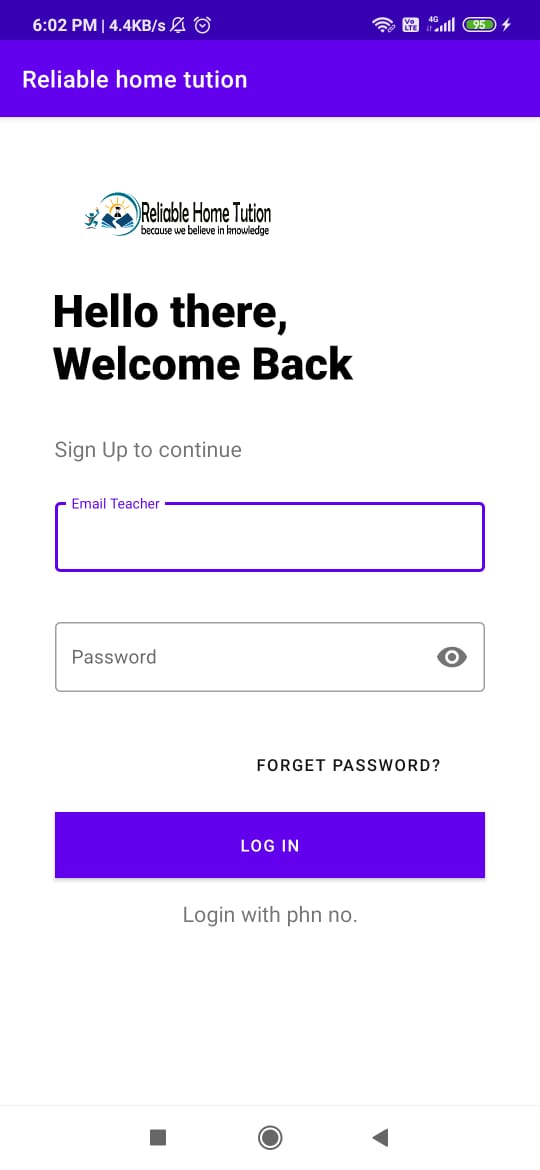 6:02 PM | 4.4KB/s
Vo LTE 4G 95
Reliable home tution
Reliable Home Tution
because we believe in knowledge
Hello there,
Welcome Back
Sign Up to continue
Email Teacher
Password
FORGET PASSWORD?
LOG IN
Login with phn no.